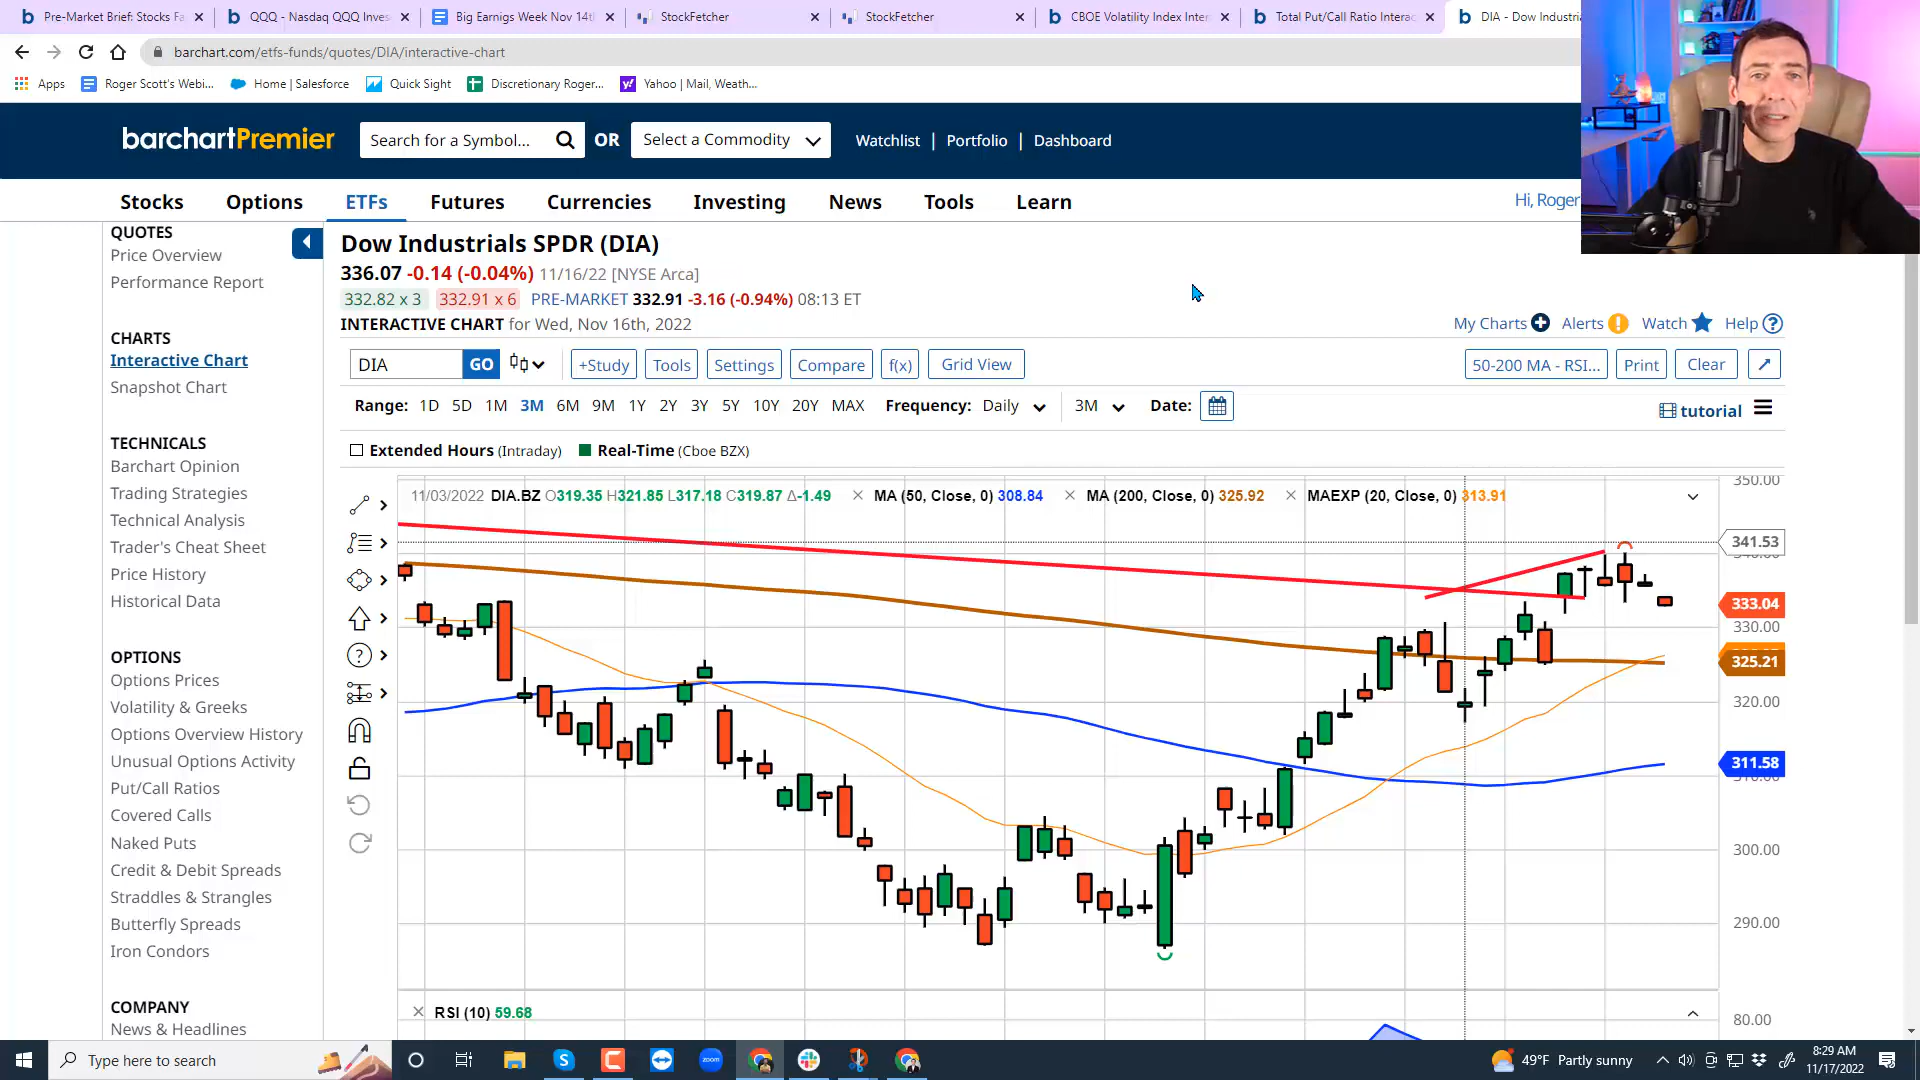 Pre-Market Brief: Stocks Fa
QQQ - Nasdaq QQQ Inves
Big Earnigs Week Nov 14t
StockFetcher
StockFetcher
CBOE Volatility Index Inter
Total Put/Call Ratio Interac
DIA - Dow Industria
barchart.com/etfs-funds/quotes/DIA/interactive-chart
Apps
Roger Scott's Webi...
Home | Salesforce
Quick Sight
Discretionary Roger...
Yahoo | Mail, Weath...
barchartPremier
Search for a Symbol...
OR
Select a Commodity
Watchlist | Portfolio | Dashboard
Stocks Options ETFs Futures Currencies Investing News Tools Learn
Hi, Roger
QUOTES
Price Overview
Performance Report
CHARTS
Interactive Chart
Snapshot Chart
TECHNICALS
Barchart Opinion
Trading Strategies
Technical Analysis
Trader's Cheat Sheet
Price History
Historical Data
OPTIONS
Options Prices
Volatility & Greeks
Options Overview History
Unusual Options Activity
Put/Call Ratios
Covered Calls
Naked Puts
Credit & Debit Spreads
Straddles & Strangles
Butterfly Spreads
Iron Condors
COMPANY
News & Headlines
Dow Industrials SPDR (DIA)
336.07 -0.14 (-0.04%) 11/16/22 [NYSE Arca]
332.82 x 3 332.91 x 6 PRE-MARKET 332.91 -3.16 (-0.94%) 08:13 ET
INTERACTIVE CHART for Wed, Nov 16th, 2022
My Charts Alerts Watch Help
DIA GO +Study Tools Settings Compare f(x) Grid View 50-200 MA - RSI... Print Clear
Range: 1D 5D 1M 3M 6M 9M 1Y 2Y 3Y 5Y 10Y 20Y MAX Frequency: Daily 3M Date:
tutorial
Extended Hours (Intraday) Real-Time (Cboe BZX)
11/03/2022 DIA.BZ O319.35 H321.85 L317.18 C319.87 Δ-1.49 MA (50, Close, 0) 308.84 MA (200, Close, 0) 325.92 MAEXP (20, Close, 0) 313.91
350.00
341.53
333.04
330.00
325.21
320.00
311.58
300.00
290.00
RSI (10) 59.68
80.00
Type here to search
zoom
49°F Partly sunny
8:29 AM
11/17/2022